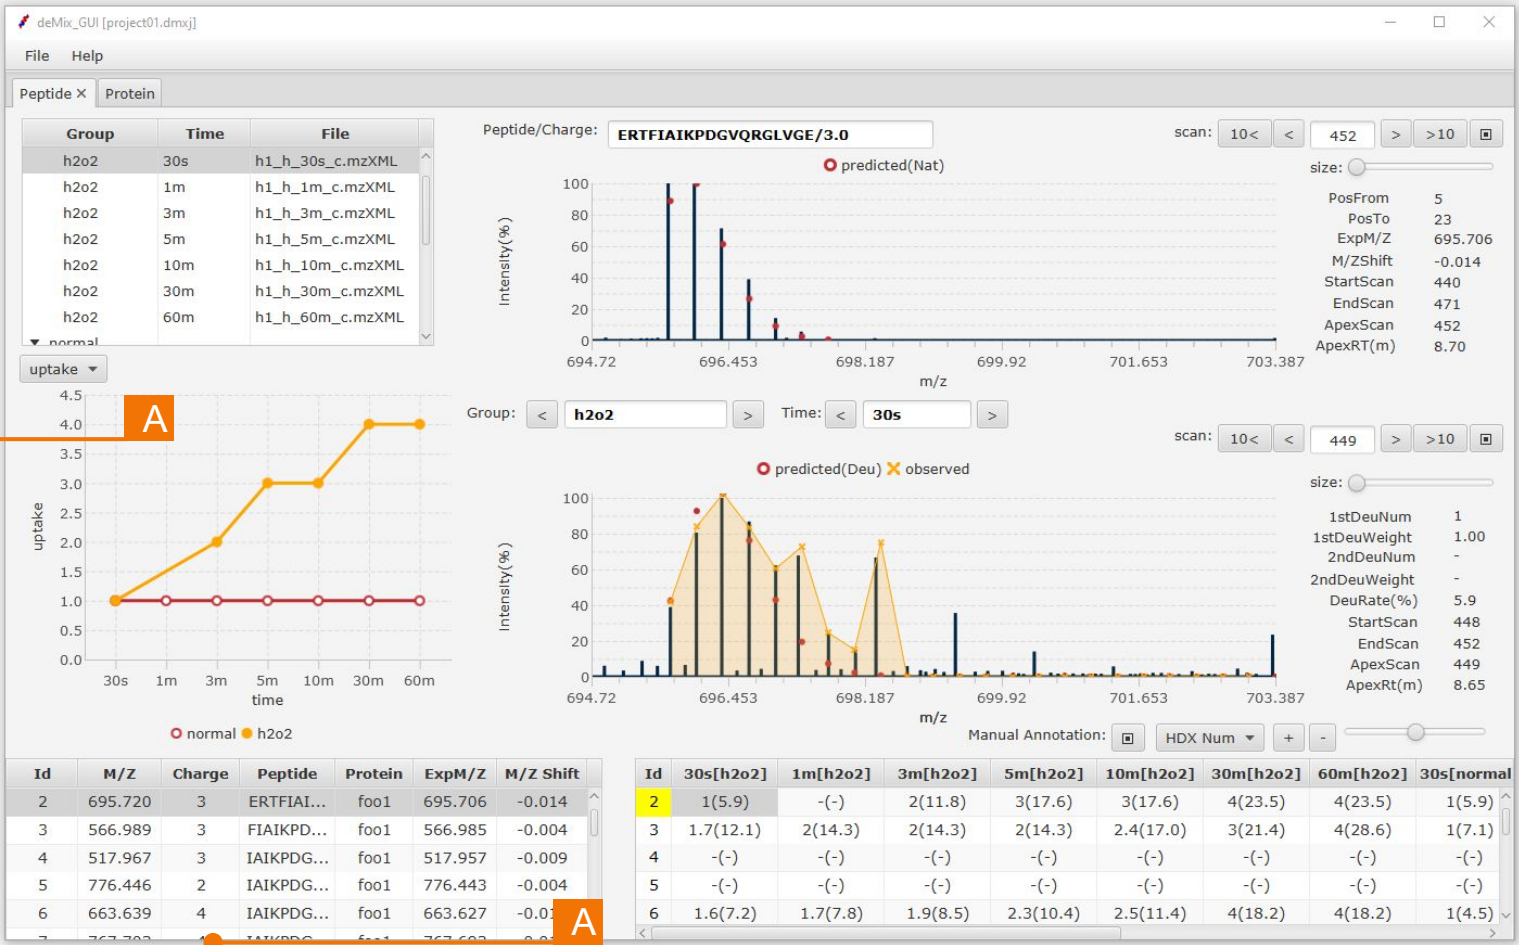 deMix_GUI [project01.dmxj]
File Help
Peptide × Protein
Group Time File
h2o2 30s h1_h_30s_c.mzXML
h2o2 1m h1_h_1m_c.mzXML
h2o2 3m h1_h_3m_c.mzXML
h2o2 5m h1_h_5m_c.mzXML
h2o2 10m h1_h_10m_c.mzXML
h2o2 30m h1_h_30m_c.mzXML
h2o2 60m h1_h_60m_c.mzXML
normal
Peptide/Charge: ERTFIAIKPDGVQRGLVGE/3.0
scan: 10< < 452 > >10
size:
predicted(Nat)
Intensity(%)
100
80
60
40
20
0
694.72 696.453 698.187 699.92 701.653 703.387
m/z
PosFrom 5
PosTo 23
ExpM/Z 695.706
M/ZShift -0.014
StartScan 440
EndScan 471
ApexScan 452
ApexRT(m) 8.70
uptake
A
4.5
4.0
3.5
3.0
2.5
2.0
1.5
1.0
0.5
0.0
uptake
30s 1m 3m 5m 10m 30m 60m
time
normal h2o2
Group: < h2o2 > Time: < 30s >
scan: 10< < 449 > >10
size:
predicted(Deu) observed
Intensity(%)
100
80
60
40
20
0
694.72 696.453 698.187 699.92 701.653 703.387
m/z
1stDeuNum 1
1stDeuWeight 1.00
2ndDeuNum -
2ndDeuWeight -
DeuRate(%) 5.9
StartScan 448
EndScan 452
ApexScan 449
ApexRt(m) 8.65
Manual Annotation: HDX Num + -
Id M/Z Charge Peptide Protein ExpM/Z M/Z Shift
2 695.720 3 ERTFIAI... foo1 695.706 -0.014
3 566.989 3 FIAIKPD... foo1 566.985 -0.004
4 517.967 3 IAIKPDG... foo1 517.957 -0.009
5 776.446 2 IAIKPDG... foo1 776.443 -0.004
6 663.639 4 IAIKPDG... foo1 663.627
A
Id 30s[h2o2] 1m[h2o2] 3m[h2o2] 5m[h2o2] 10m[h2o2] 30m[h2o2] 60m[h2o2] 30s[normal
2 1(5.9) -(-) 2(11.8) 3(17.6) 3(17.6) 4(23.5) 4(23.5) 1(5.9)
3 1.7(12.1) 2(14.3) 2(14.3) 2(14.3) 2.4(17.0) 3(21.4) 4(28.6) 1(7.1)
4 -(-) -(-) -(-) -(-) -(-) -(-) -(-) -(-)
5 -(-) -(-) -(-) -(-) -(-) -(-) -(-) -(-)
6 1.6(7.2) 1.7(7.8) 1.9(8.5) 2.3(10.4) 2.5(11.4) 4(18.2) 4(18.2) 1(4.5)